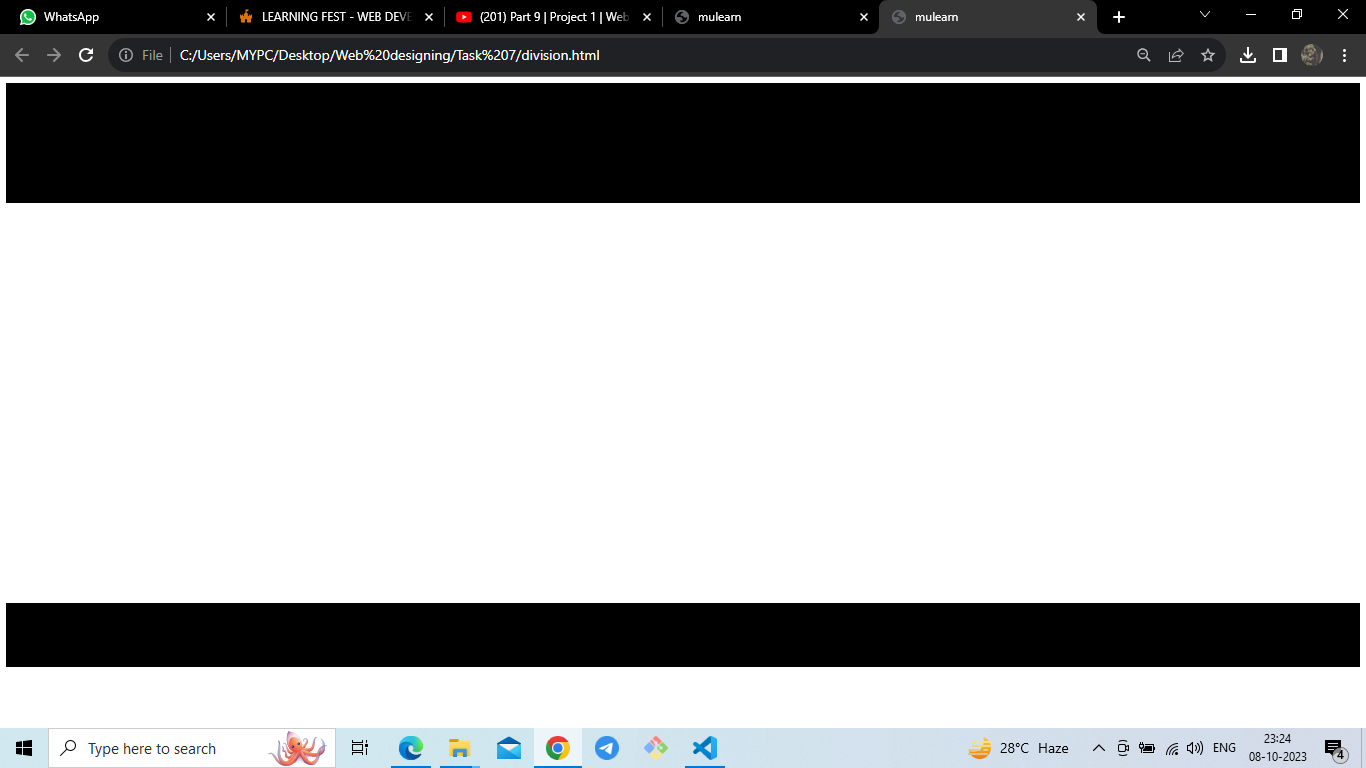 WhatsApp
LEARNING FEST - WEB DEVE
(201) Part 9 | Project 1 | Web
mulearn
mulearn
File
C:/Users/MYPC/Desktop/Web%20designing/Task%207/division.html
Type here to search
28°C Haze
ENG
23:24
08-10-2023
4